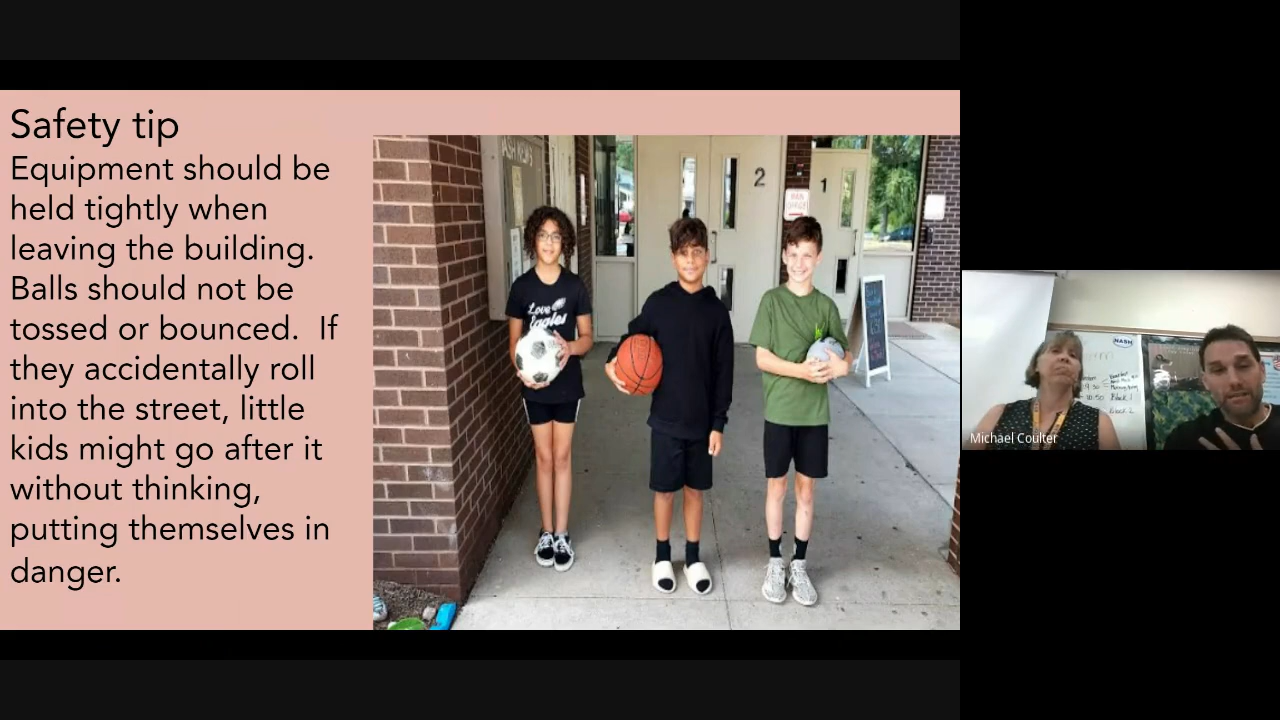 Safety tip
Equipment should be
held tightly when
leaving the building.
Balls should not be
tossed or bounced.  If
they accidentally roll
into the street, little
kids might go after it
without thinking,
putting themselves in
danger.
2
1
Love
Eagles
NASH
Michael Coulter